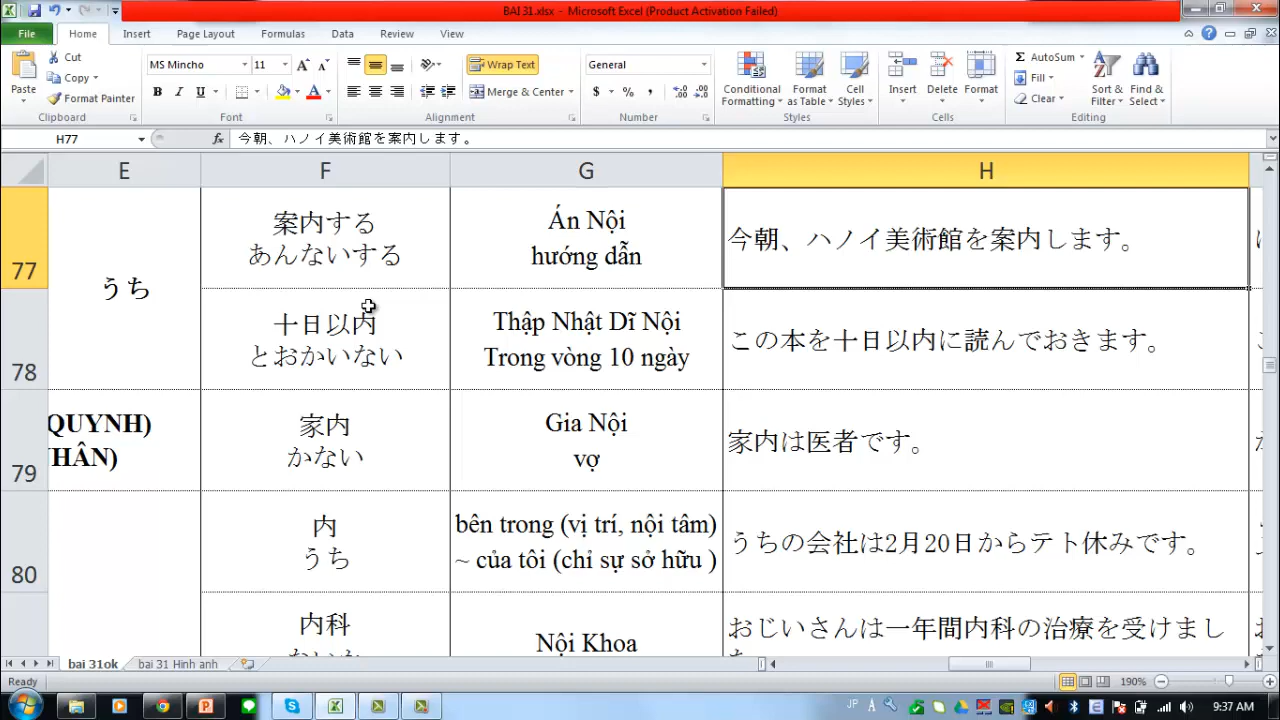 BAI 31.xlsx - Microsoft Excel (Product Activation Failed)
File Home Insert Page Layout Formulas Data Review View
Paste
Cut
Copy
Format Painter
Clipboard
MS Mincho 11
B I U
Font
Wrap Text
Merge & Center
Alignment
General
$ % ,
Number
Conditional Formatting
Format as Table
Cell Styles
Styles
Insert Delete Format
Cells
AutoSum
Fill
Clear
Sort & Filter
Find & Select
Editing
H77 fx 今朝、ハノイ美術館を案内します。
E F G H
77
うち
案内する
あんないする
Án Nội
hướng dẫn
今朝、ハノイ美術館を案内します。
78
十日以内
とおかいない
Thập Nhật Dĩ Nội
Trong vòng 10 ngày
この本を十日以内に読んでおきます。
79
QUYNH)
HÂN)
家内
かない
Gia Nội
vợ
家内は医者です。
80
内
うち
bên trong (vị trí, nội tâm)
~ của tôi (chỉ sự sở hữu )
うちの会社は2月20日からテト休みです。
内科
Nội Khoa
おじいさんは一年間内科の治療を受けまし
bai 31ok bai 31 Hinh anh
Ready 190%
JP A 9:37 AM